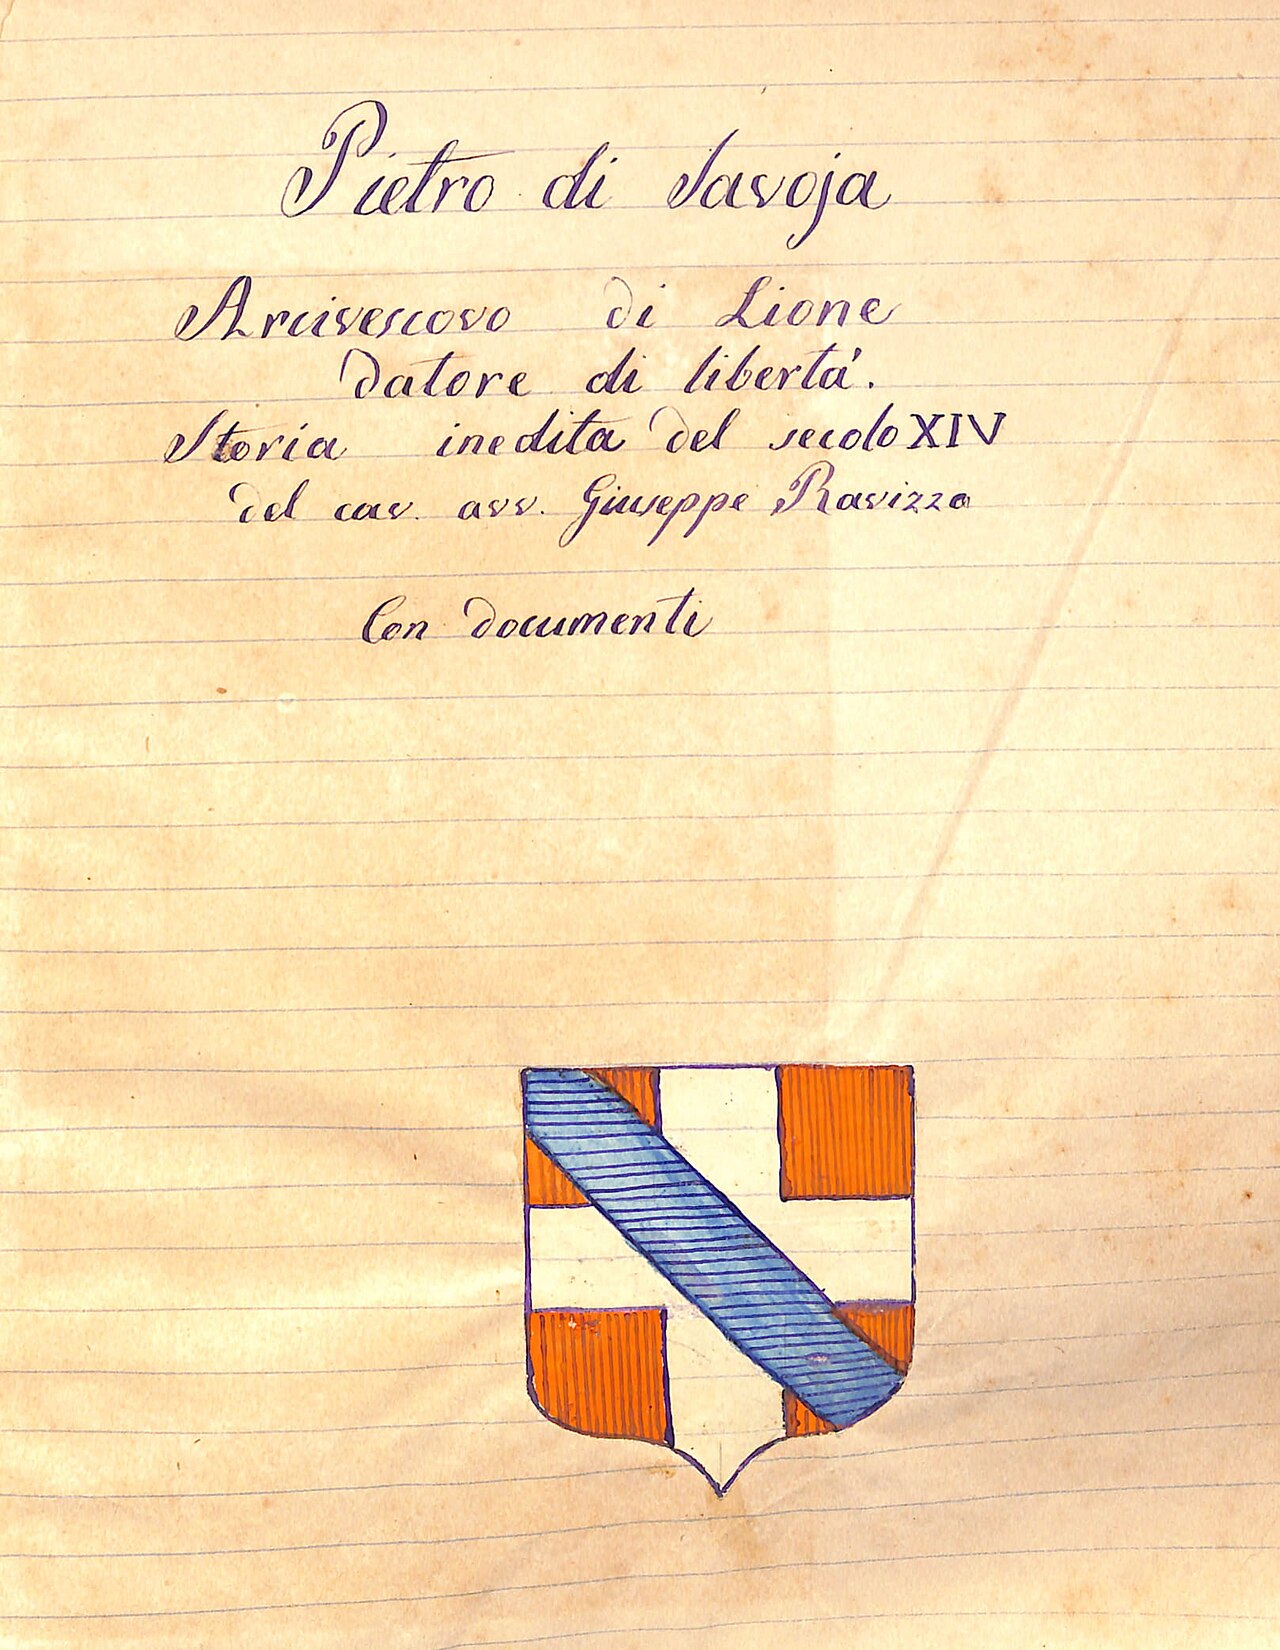 Pietro di Savoja
Arcivescovo di Lione
datore di libertá.
Storia inedita del secolo XIV
del cav. avv. Giuseppe Ravizza
Con documenti